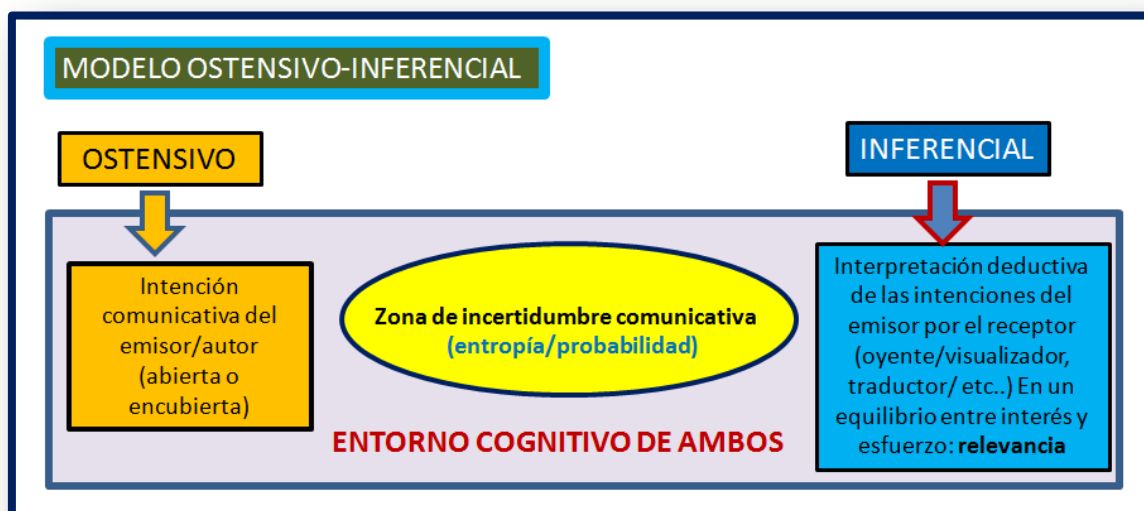 MODELO OSTENSIVO-INFERENCIAL
OSTENSIVO
INFERENCIAL
Intención
comunicativa del
emisor/autor
(abierta o
encubierta)
Zona de incertidumbre comunicativa
(entropía/probabilidad)
ENTORNO COGNITIVO DE AMBOS
Interpretación deductiva
de las intenciones del
emisor por el receptor
(oyente/visualizador,
traductor/ etc..) En un
equilibrio entre interés y
esfuerzo: relevancia